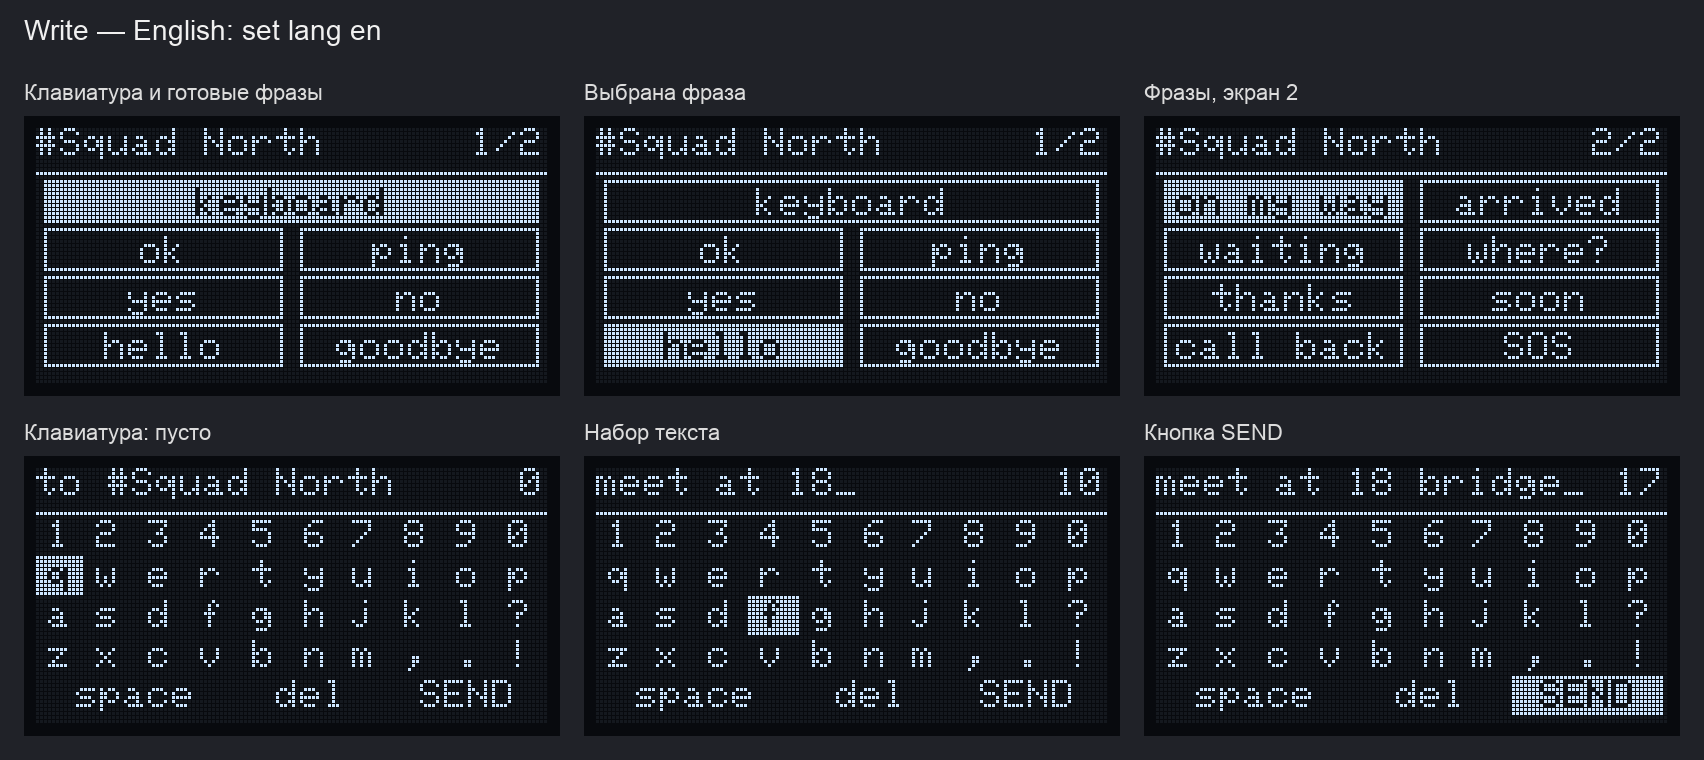 Write — English: set lang en
Клавиатура и готовые фразы
#Squad North 1/2
keyboard
ok ping
yes no
hello goodbye
Выбрана фраза
#Squad North 1/2
keyboard
ok ping
yes no
hello goodbye
Фразы, экран 2
#Squad North 2/2
on my way arrived
waiting where?
thanks soon
call back SOS
Клавиатура: пусто
to #Squad North 0
1 2 3 4 5 6 7 8 9 0
q w e r t y u i o p
a s d f g h j k l ?
z x c v b n m , . !
space del SEND
Набор текста
meet at 18_ 10
1 2 3 4 5 6 7 8 9 0
q w e r t y u i o p
a s d f g h j k l ?
z x c v b n m , . !
space del SEND
Кнопка SEND
meet at 18 bridge_ 17
1 2 3 4 5 6 7 8 9 0
q w e r t y u i o p
a s d f g h j k l ?
z x c v b n m , . !
space del SEND